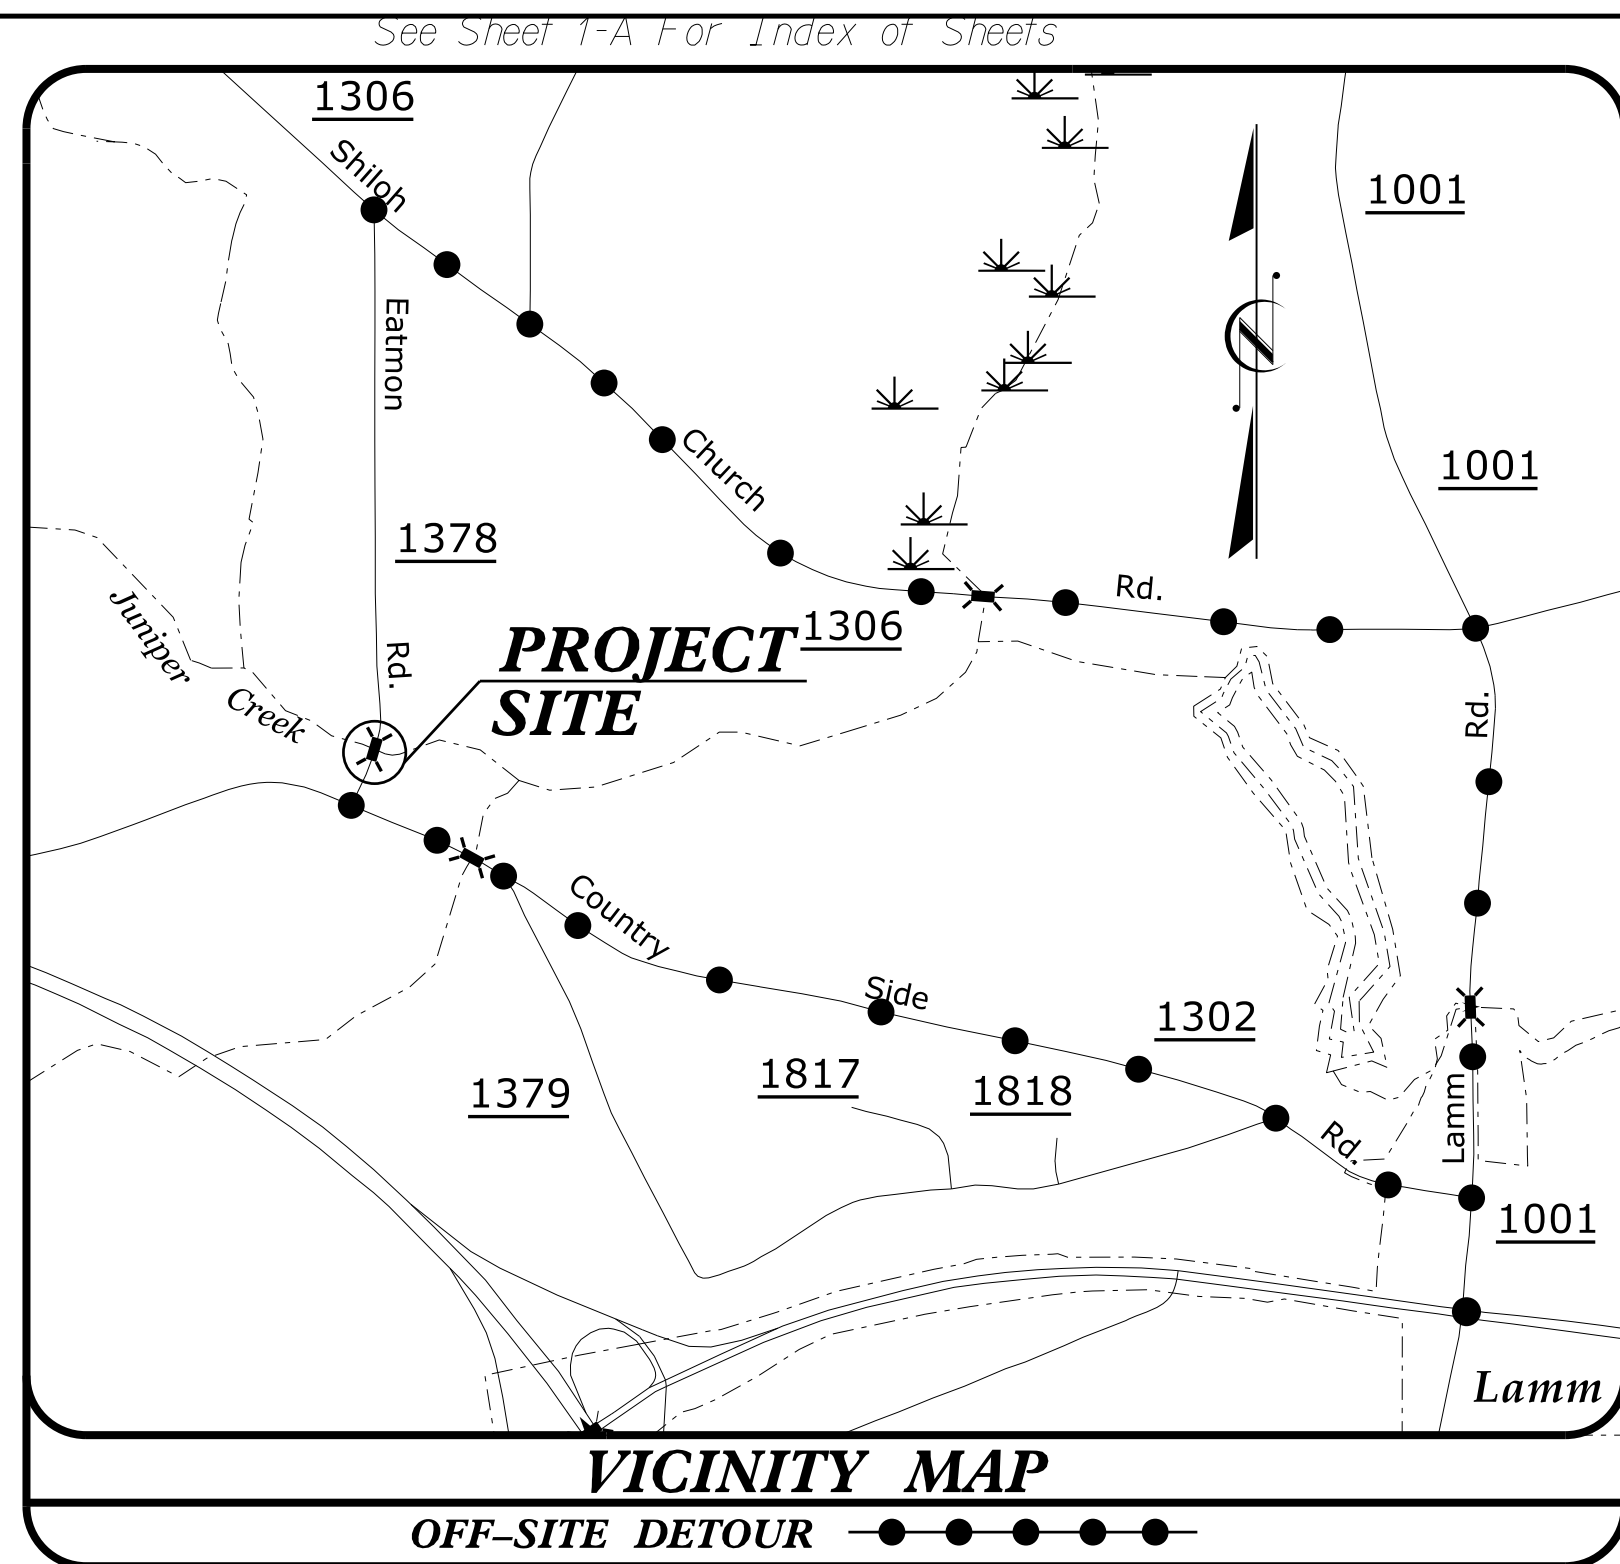 See Sheet 1-A For Index of Sheets
1306
Shiloh
1001
Eatmon
Church
1001
1378
Rd.
Juniper
Creek
PROJECT
SITE
1306
Rd.
Rd.
Country
Side
1302
1817
1818
1379
Rd.
Lamm
1001
Lamm
VICINITY MAP
OFF-SITE DETOUR